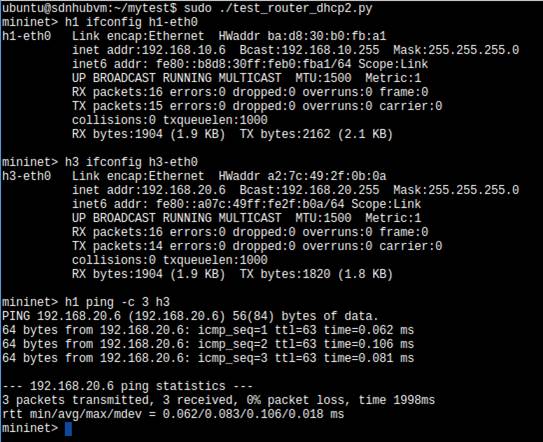 ubuntu@sdnhubvm:~/mytest$ sudo ./test_router_dhcp2.py
mininet> h1 ifconfig h1-eth0
h1-eth0   Link encap:Ethernet  HWaddr ba:d8:30:b0:fb:a1
          inet addr:192.168.10.6  Bcast:192.168.10.255  Mask:255.255.255.0
          inet6 addr: fe80::b8d8:30ff:feb0:fba1/64 Scope:Link
          UP BROADCAST RUNNING MULTICAST  MTU:1500  Metric:1
          RX packets:16 errors:0 dropped:0 overruns:0 frame:0
          TX packets:15 errors:0 dropped:0 overruns:0 carrier:0
          collisions:0 txqueuelen:1000
          RX bytes:1904 (1.9 KB)  TX bytes:2162 (2.1 KB)
mininet> h3 ifconfig h3-eth0
h3-eth0   Link encap:Ethernet  HWaddr a2:7c:49:2f:0b:0a
          inet addr:192.168.20.6  Bcast:192.168.20.255  Mask:255.255.255.0
          inet6 addr: fe80::a07c:49ff:fe2f:b0a/64 Scope:Link
          UP BROADCAST RUNNING MULTICAST  MTU:1500  Metric:1
          RX packets:16 errors:0 dropped:0 overruns:0 frame:0
          TX packets:14 errors:0 dropped:0 overruns:0 carrier:0
          collisions:0 txqueuelen:1000
          RX bytes:1904 (1.9 KB)  TX bytes:1820 (1.8 KB)
mininet> h1 ping -c 3 h3
PING 192.168.20.6 (192.168.20.6) 56(84) bytes of data.
64 bytes from 192.168.20.6: icmp_seq=1 ttl=63 time=0.062 ms
64 bytes from 192.168.20.6: icmp_seq=2 ttl=63 time=0.106 ms
64 bytes from 192.168.20.6: icmp_seq=3 ttl=63 time=0.081 ms
--- 192.168.20.6 ping statistics ---
3 packets transmitted, 3 received, 0% packet loss, time 1998ms
rtt min/avg/max/mdev = 0.062/0.083/0.106/0.018 ms
mininet>